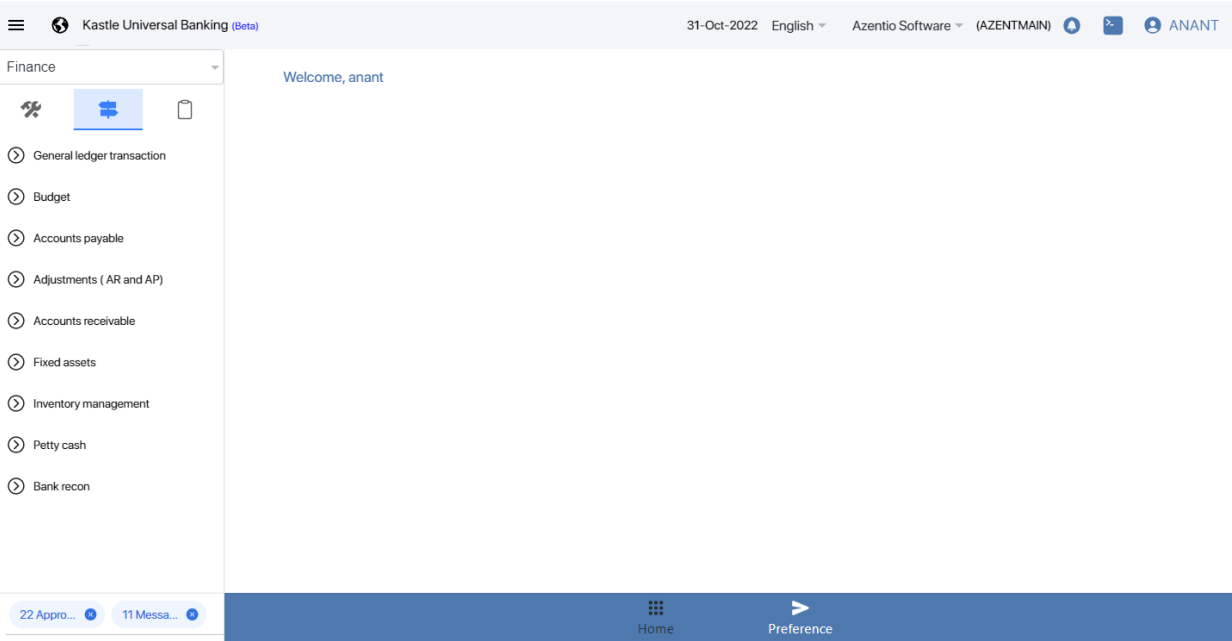 Kastle Universal Banking (Beta) 31-Oct-2022 English Azentio Software (AZENTMAIN) ANANT
Finance
Welcome, anant
General ledger transaction
Budget
Accounts payable
Adjustments ( AR and AP)
Accounts receivable
Fixed assets
Inventory management
Petty cash
Bank recon
22 Appro... 11 Messa...
Home Preference